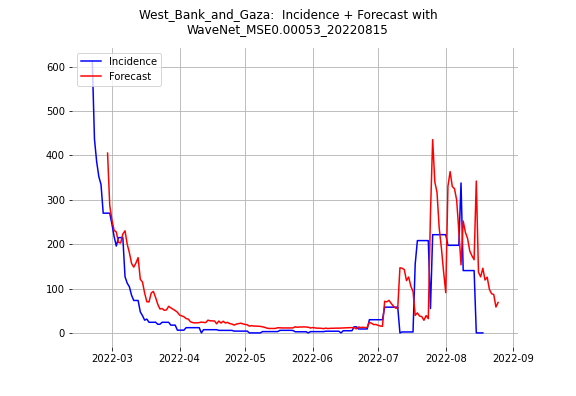 West_Bank_and_Gaza:  Incidence + Forecast with
WaveNet_MSE0.00053_20220815
Incidence
Forecast
600
500
400
300
200
100
0
2022-03 2022-04 2022-05 2022-06 2022-07 2022-08 2022-09